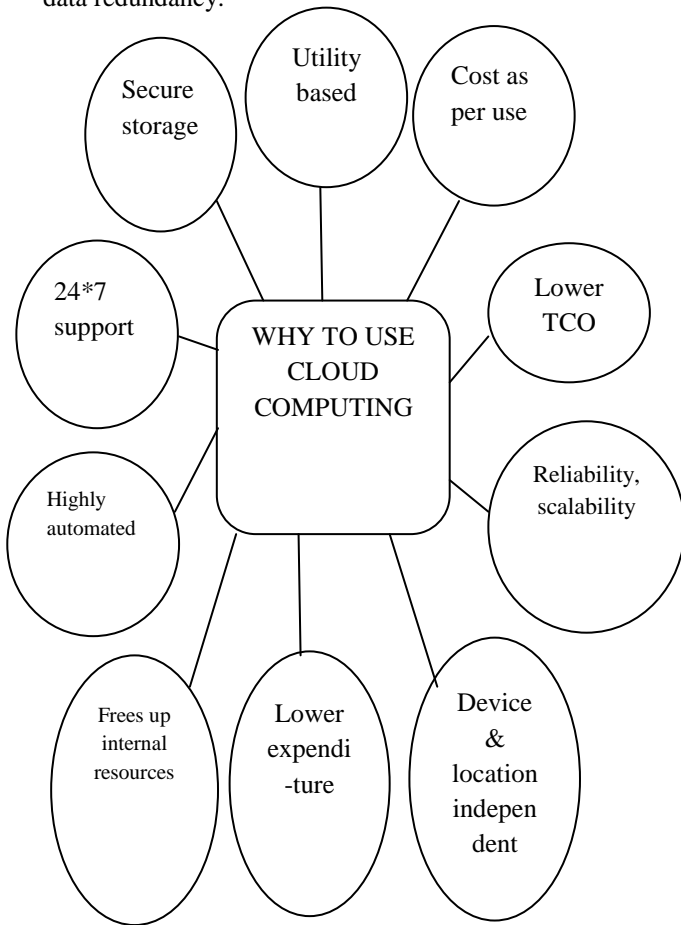 data redundancy.
Utility
based
Cost as
per use
Secure
storage
24*7
support
Lower
TCO
WHY TO USE
CLOUD
COMPUTING
Reliability,
scalability
Highly
automated
Frees up
internal
resources
Lower
expendi
-ture
Device
&
location
indepen
dent